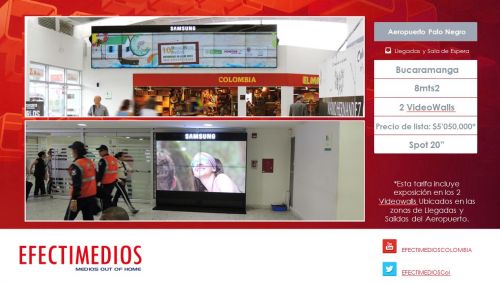 SAMSUNG
COLOMBIA
SAMSUNG
Aeropuerto Palo Negro
Llegadas y Sala de Espera
Bucaramanga
8mts2
2 VideoWalls
Precio de lista: $5'050,000*
Spot 20"
*Esta tarifa incluye
exposición en los 2
Videowalls Ubicados en las
zonas de Llegadas y
Salidas del Aeropuerto.
EFECTIMEDIOS
MEDIOS OUT OF HOME
EFECTIMEDIOSCOLOMBIA
EFECTIMEDIOSCol